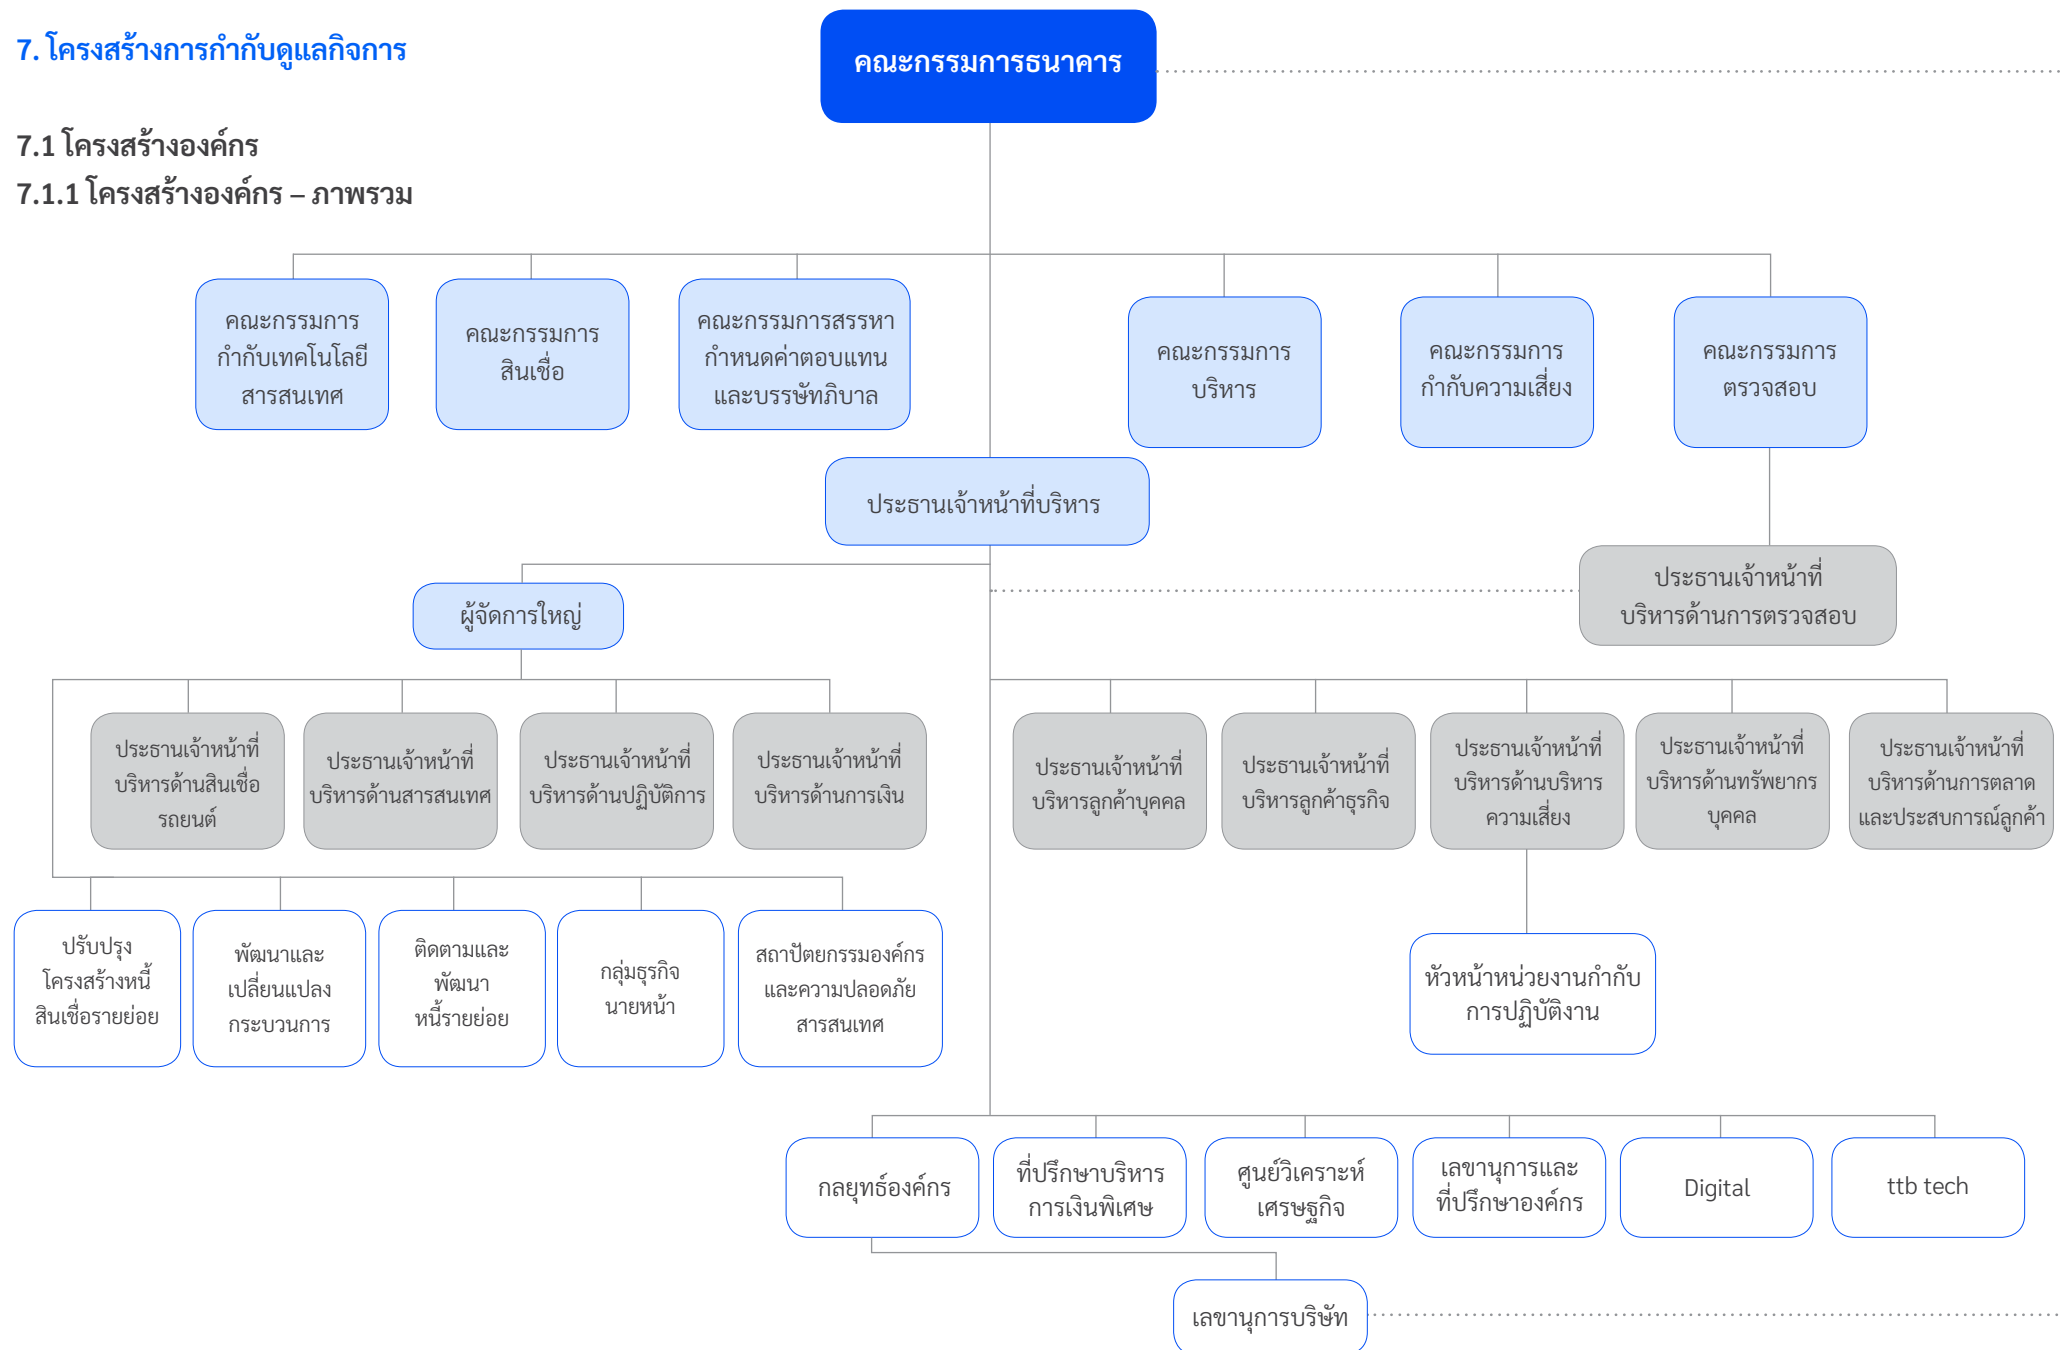 7. โครงสร้างการกำกับดูแลกิจการ
คณะกรรมการธนาคาร
7.1 โครงสร้างองค์กร
7.1.1 โครงสร้างองค์กร – ภาพรวม
คณะกรรมการ
กำกับเทคโนโลยี
สารสนเทศ
คณะกรรมการ
สินเชื่อ
คณะกรรมการสรรหา
กำหนดค่าตอบแทน
และบรรษัทภิบาล
คณะกรรมการ
บริหาร
คณะกรรมการ
กำกับความเสี่ยง
คณะกรรมการ
ตรวจสอบ
ประธานเจ้าหน้าที่บริหาร
ประธานเจ้าหน้าที่
บริหารด้านการตรวจสอบ
ผู้จัดการใหญ่
ประธานเจ้าหน้าที่
บริหารด้านสินเชื่อ
รถยนต์
ประธานเจ้าหน้าที่
บริหารด้านสารสนเทศ
ประธานเจ้าหน้าที่
บริหารด้านปฏิบัติการ
ประธานเจ้าหน้าที่
บริหารด้านการเงิน
ประธานเจ้าหน้าที่
บริหารลูกค้าบุคคล
ประธานเจ้าหน้าที่
บริหารลูกค้าธุรกิจ
ประธานเจ้าหน้าที่
บริหารด้านบริหาร
ความเสี่ยง
ประธานเจ้าหน้าที่
บริหารด้านทรัพยากร
บุคคล
ประธานเจ้าหน้าที่
บริหารด้านการตลาด
และประสบการณ์ลูกค้า
ปรับปรุง
โครงสร้างหนี้
สินเชื่อรายย่อย
พัฒนาและ
เปลี่ยนแปลง
กระบวนการ
ติดตามและ
พัฒนา
หนี้รายย่อย
กลุ่มธุรกิจ
นายหน้า
สถาปัตยกรรมองค์กร
และความปลอดภัย
สารสนเทศ
หัวหน้าหน่วยงานกำกับ
การปฏิบัติงาน
กลยุทธ์องค์กร
ที่ปรึกษาบริหาร
การเงินพิเศษ
ศูนย์วิเคราะห์
เศรษฐกิจ
เลขานุการและ
ที่ปรึกษาองค์กร
Digital
ttb tech
เลขานุการบริษัท